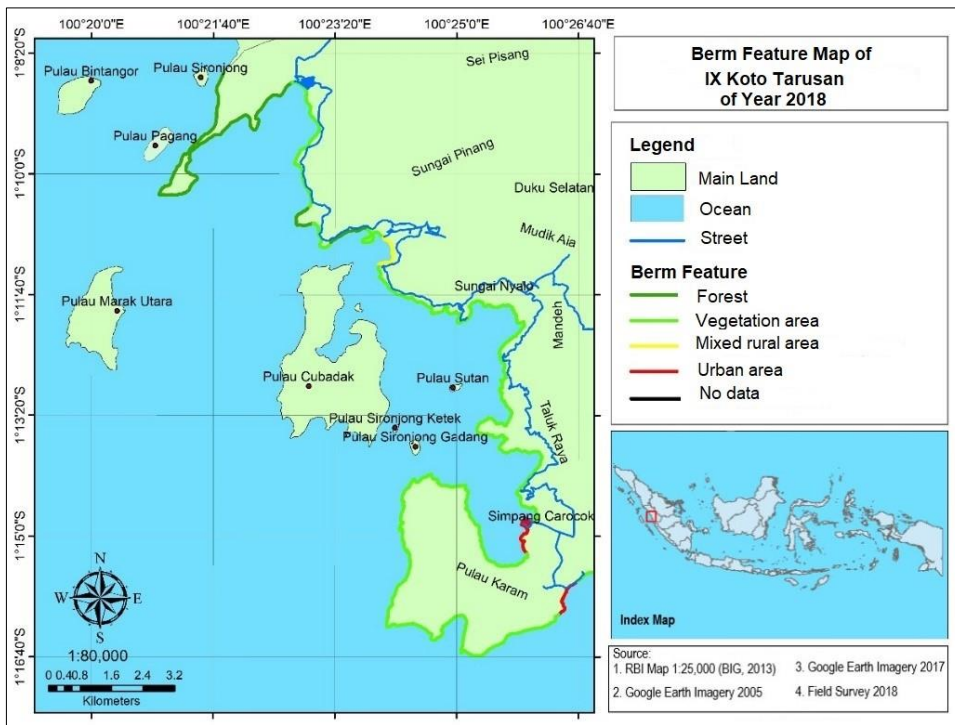 100°20'0"E 100°21'40"E 100°23'20"E 100°25'0"E 100°26'40"E
1°8'20"S
1°10'0"S
1°11'40"S
1°13'20"S
1°15'0"S
1°16'40"S
Pulau Bintangor
Pulau Sironjong
Sei Pisang
Pulau Pagang
Sungai Pinang
Duku Selatan
Mudik Aia
Sungai Nyalo
Pulau Marak Utara
Mandeh
Pulau Cubadak
Pulau Sutan
Pulau Sironjong Ketek
Pulau Sironjong Gadang
Taluk Raya
Simpang Carocok
Pulau Karam
N
W E
S
1:80,000
0 0.4 0.8 1.6 2.4 3.2
Kilometers
Berm Feature Map of
IX Koto Tarusan
of Year 2018
Legend
Main Land
Ocean
Street
Berm Feature
Forest
Vegetation area
Mixed rural area
Urban area
No data
Index Map
Source:
1. RBI Map 1:25,000 (BIG, 2013) 3. Google Earth Imagery 2017
2. Google Earth Imagery 2005 4. Field Survey 2018